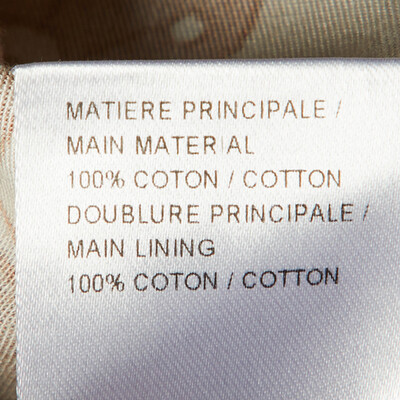 MATIERE PRINCIPALE /
MAIN MATERIAL
100% COTON / COTTON
DOUBLURE PRINCIPALE /
MAIN LINING
100% COTON / COTTON